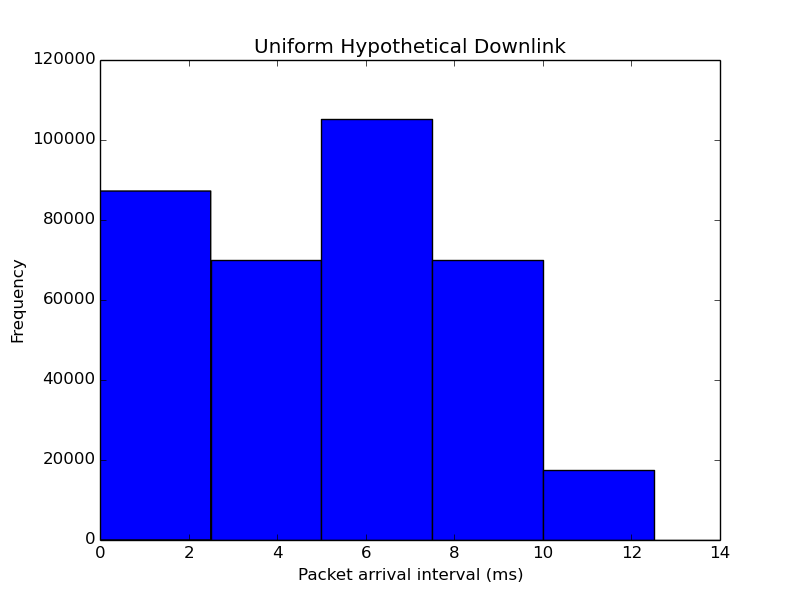 Uniform Hypothetical Downlink
120000
100000
80000
60000
40000
20000
0
Frequency
0 2 4 6 8 10 12 14
Packet arrival interval (ms)